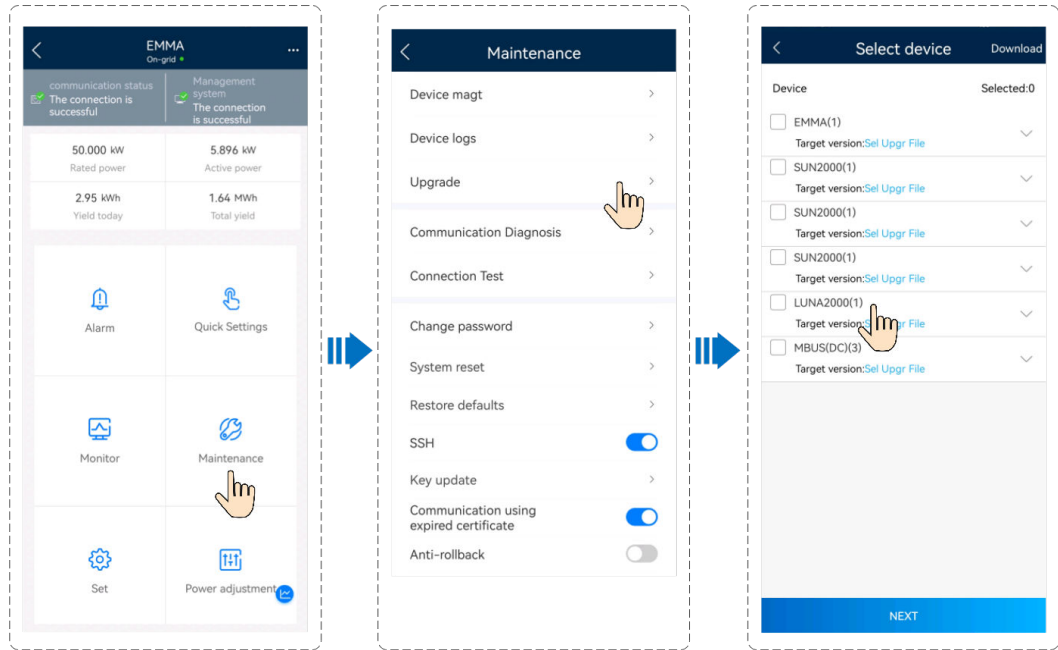 EMMA
On-grid
communication status
The connection is
successful
Management
system
The connection
is successful
50.000 kW
Rated power
5.896 kW
Active power
2.95 kWh
Yield today
1.64 MWh
Total yield
Alarm
Quick Settings
Monitor
Maintenance
Set
Power adjustment
Maintenance
Device magt
Device logs
Upgrade
Communication Diagnosis
Connection Test
Change password
System reset
Restore defaults
SSH
Key update
Communication using
expired certificate
Anti-rollback
Select device
Download
Device
Selected:0
EMMA(1)
Target version:Sel Upgr File
SUN2000(1)
Target version:Sel Upgr File
SUN2000(1)
Target version:Sel Upgr File
SUN2000(1)
Target version:Sel Upgr File
LUNA2000(1)
Target version: File
MBUS(DC)(3)
Target version:Sel Upgr File
NEXT